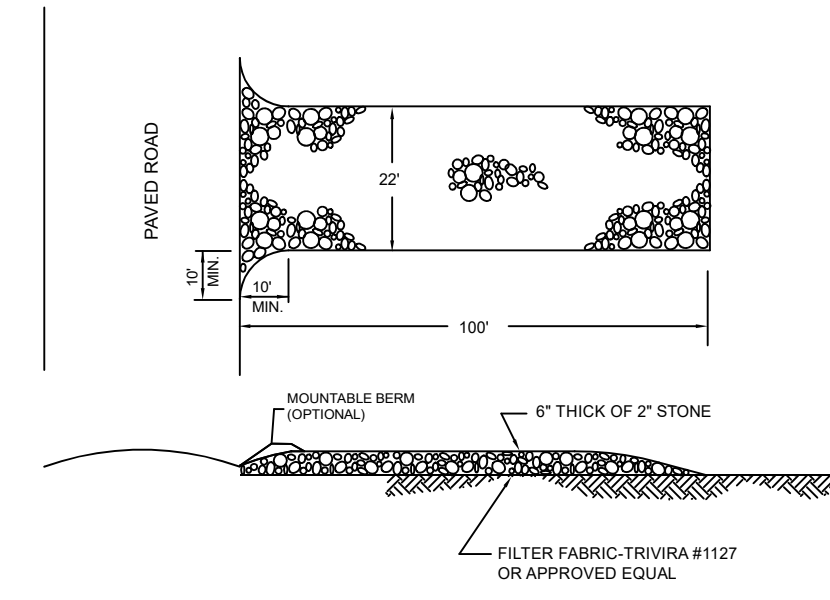 PAVED ROAD
22'
10'
MIN.
10'
MIN.
100'
MOUNTABLE BERM
(OPTIONAL)
6" THICK OF 2" STONE
FILTER FABRIC-TRIVIRA #1127
OR APPROVED EQUAL